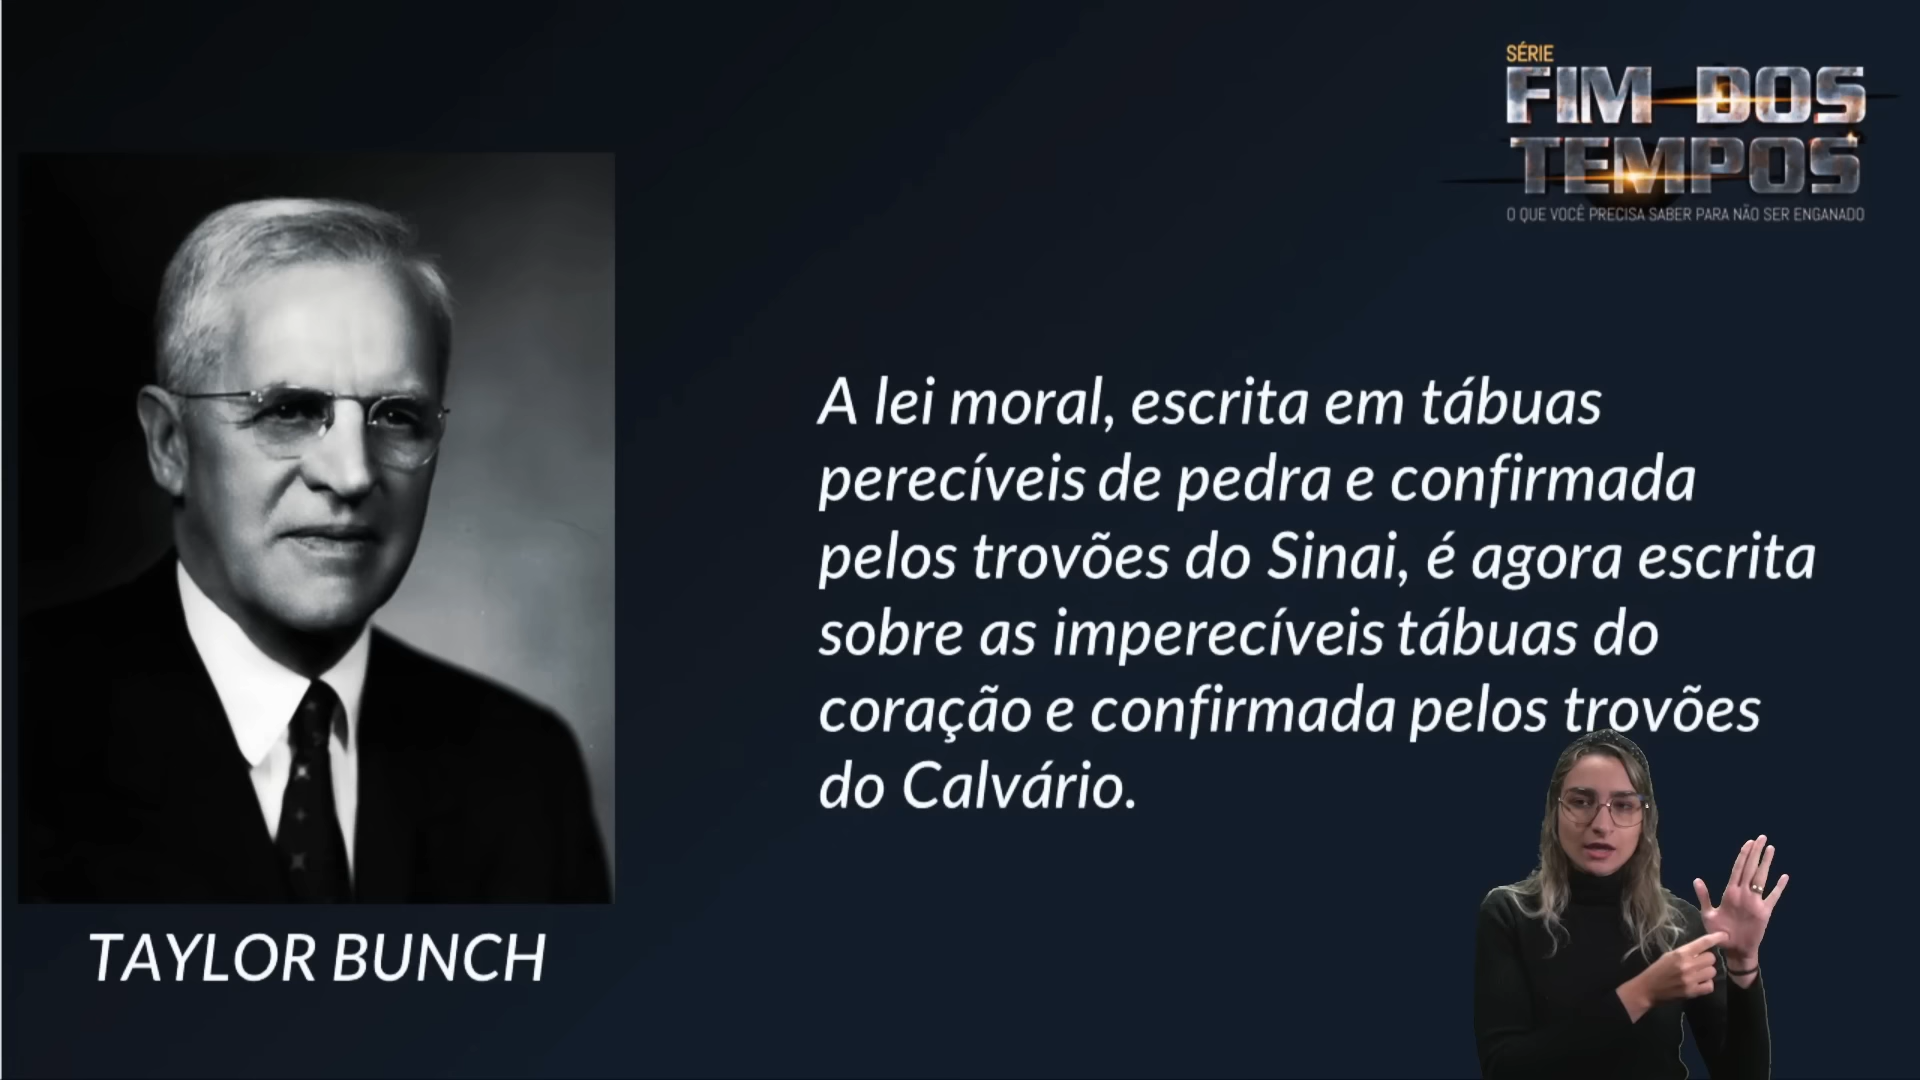 SÉRIE
FIM DOS
TEMPOS
O QUE VOCÊ PRECISA SABER PARA NÃO SER ENGANADO
A lei moral, escrita em tábuas
perecíveis de pedra e confirmada
pelos trovões do Sinai, é agora escrita
sobre as imperecíveis tábuas do
coração e confirmada pelos trovões
do Calvário.
TAYLOR BUNCH